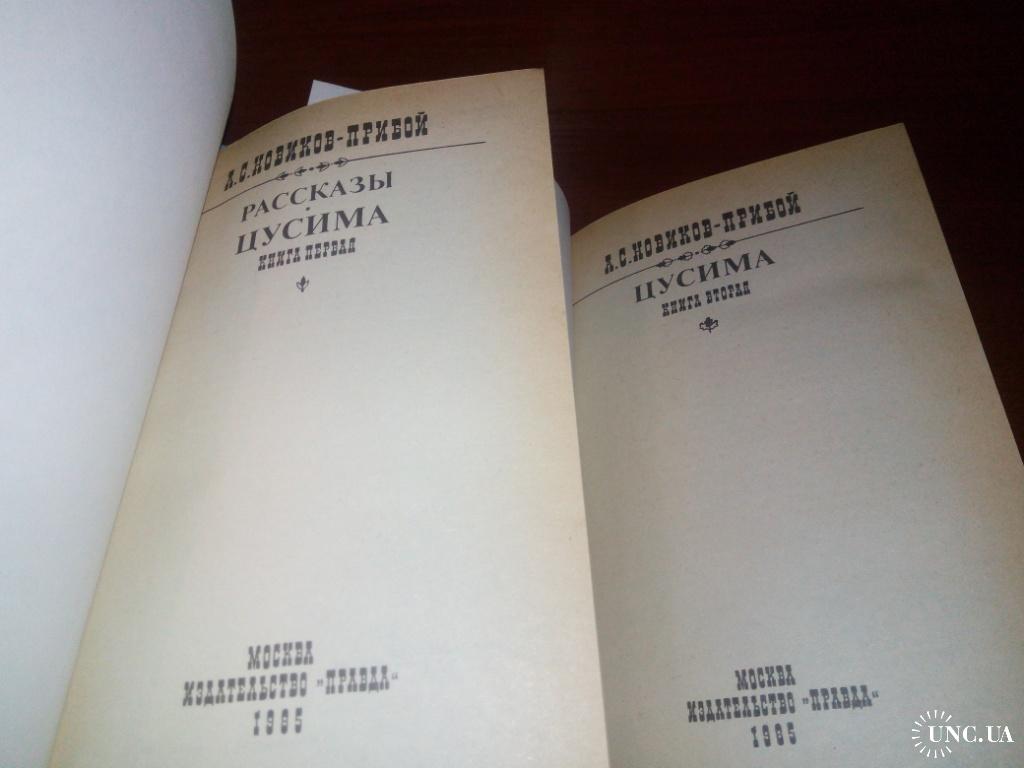 А.С.НОВИКОВ-ПРИБОЙ
РАССКАЗЫ
ЦУСИМА
КНИГА ПЕРВАЯ
МОСКВА
ИЗДАТЕЛЬСТВО „ПРАВДА“
1985
А.С.НОВИКОВ-ПРИБОЙ
ЦУСИМА
КНИГА ВТОРАЯ
МОСКВА
ИЗДАТЕЛЬСТВО „ПРАВДА“
1985
UNC.UA